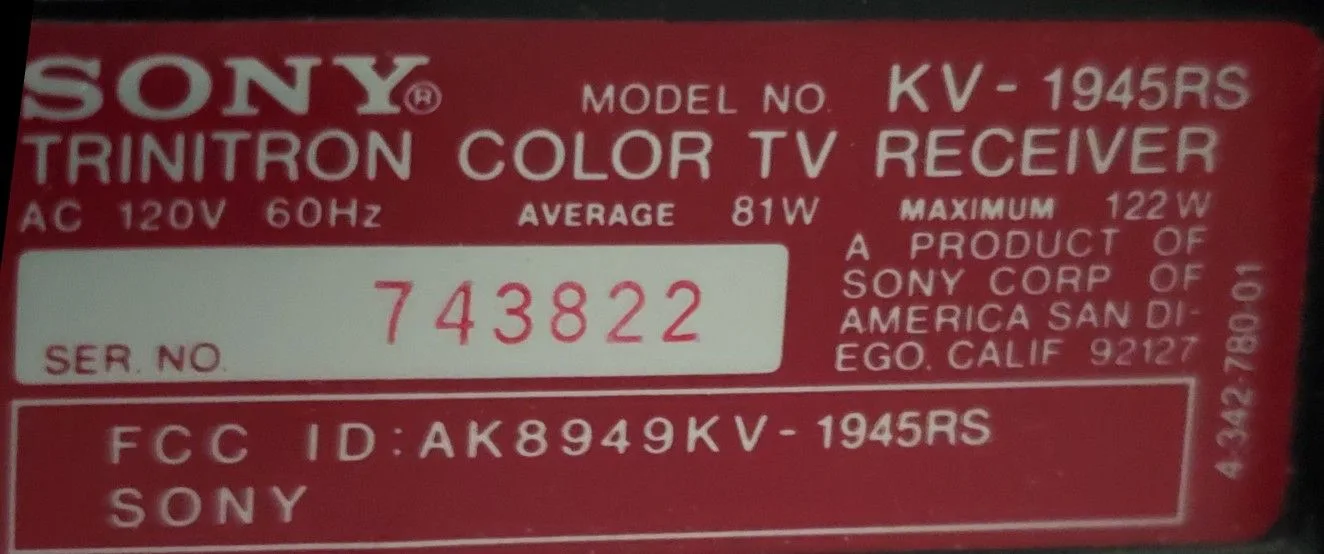 SONY®
MODEL NO. KV-1945RS
TRINITRON COLOR TV RECEIVER
AC 120V 60Hz AVERAGE 81W MAXIMUM 122W
SER. NO. 743822
A PRODUCT OF
SONY CORP OF
AMERICA SAN DI-
EGO, CALIF 92127
4-342-780-01
FCC ID:AK8949KV-1945RS
SONY